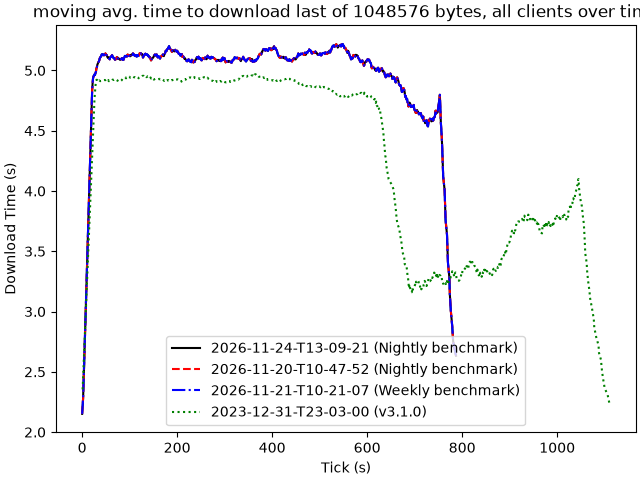 moving avg. time to download last of 1048576 bytes, all clients over tim
Download Time (s)
5.0
4.5
4.0
3.5
3.0
2.5
2.0
0 200 400 600 800 1000
Tick (s)
2026-11-24-T13-09-21 (Nightly benchmark)
2026-11-20-T10-47-52 (Nightly benchmark)
2026-11-21-T10-21-07 (Weekly benchmark)
2023-12-31-T23-03-00 (v3.1.0)